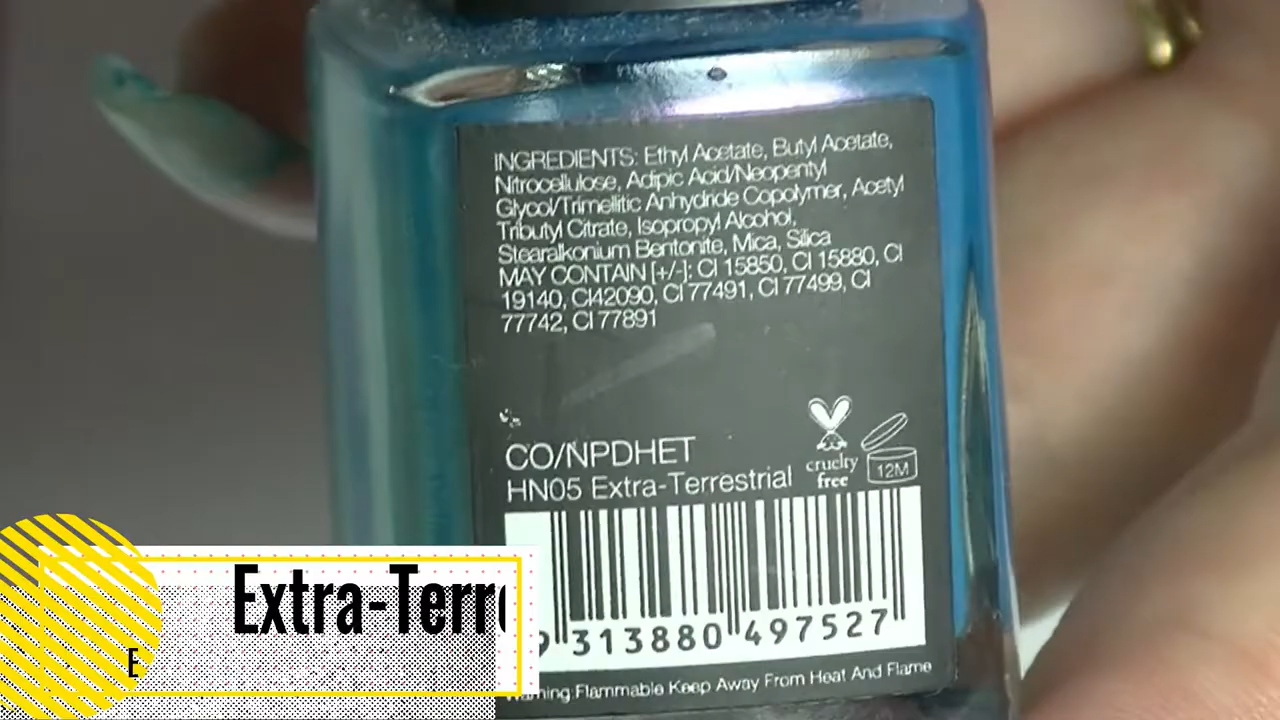 INGREDIENTS: Ethyl Acetate, Butyl Acetate,
Nitrocellulose, Adipic Acid/Neopentyl
Glycol/Trimellitic Anhydride Copolymer, Acetyl
Tributyl Citrate, Isopropyl Alcohol,
Stearalkonium Bentonite, Mica, Silica
MAY CONTAIN [+/-]: CI 15850, CI 15880, CI
19140, CI42090, CI 77491, CI 77499, CI
77742, CI 77891
CO/NPDHET
HN05 Extra-Terrestrial
cruelty
free
12M
9 313880 497527
Flammable Keep Away From Heat And Flame
Extra-Terr
E